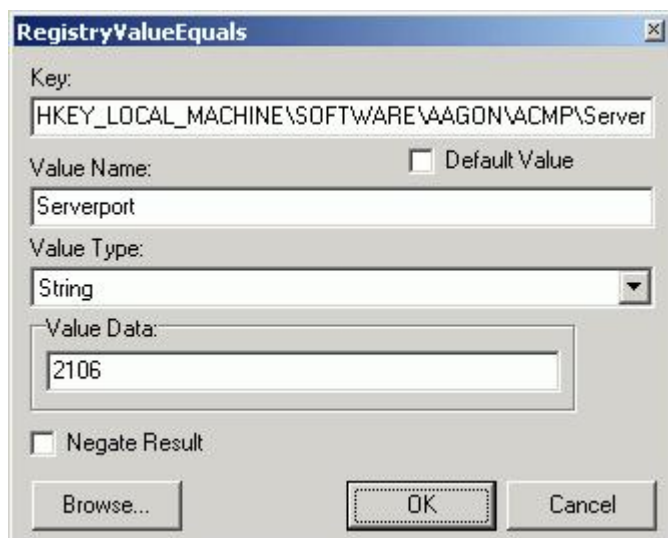 RegistryValueEquals
Key:
HKEY_LOCAL_MACHINE\SOFTWARE\AAGON\ACMP\Server
Value Name:
Default Value
Serverport
Value Type:
String
Value Data:
2106
Negate Result
Browse...
OK
Cancel